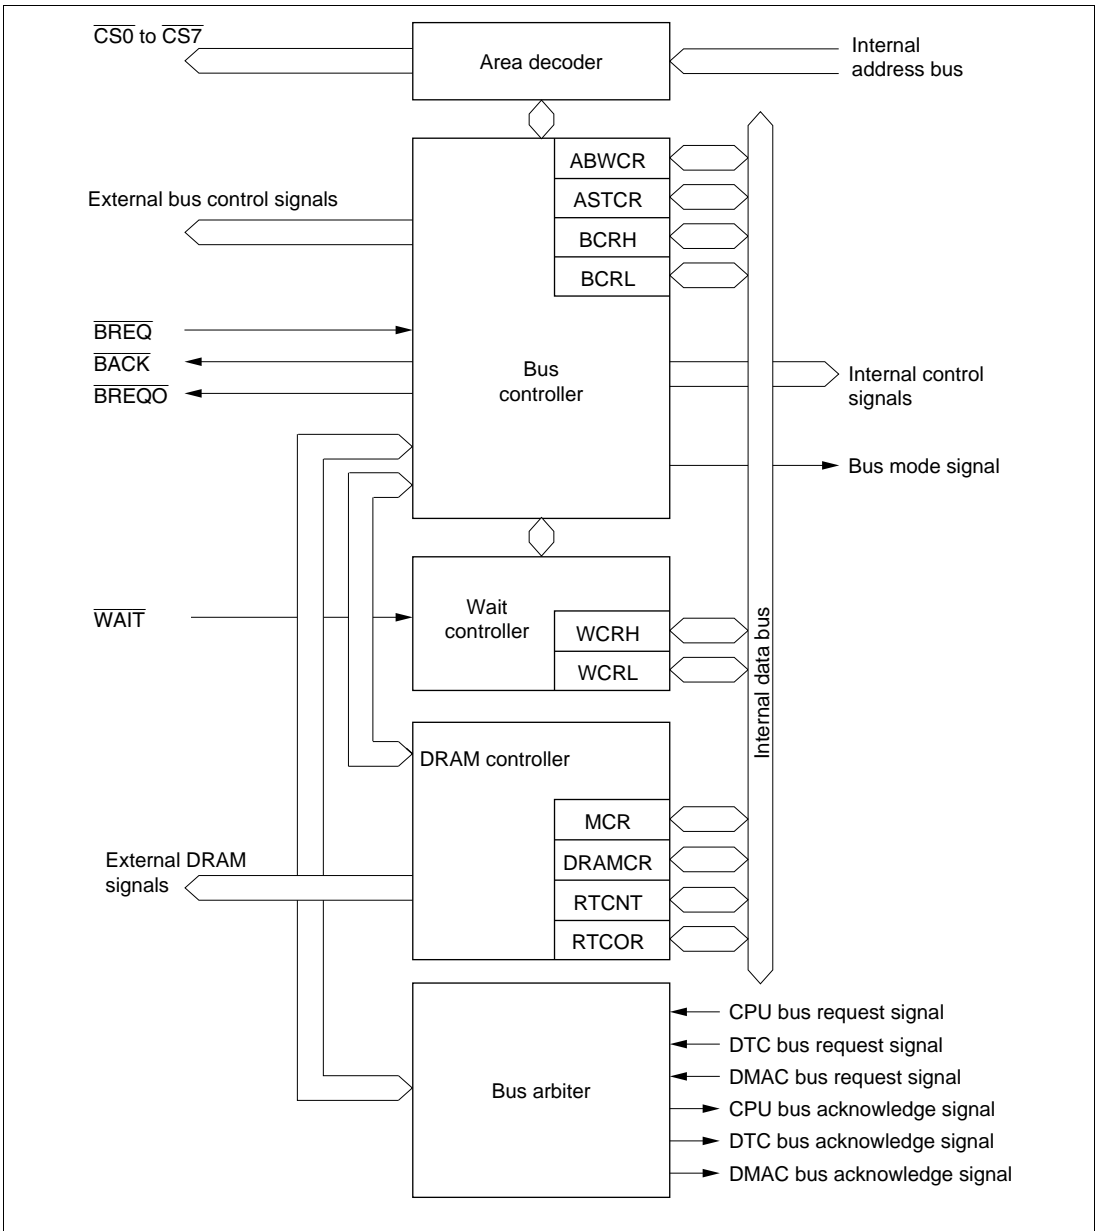 CS0 to CS7
Area decoder
Internal
address bus
ABWCR
ASTCR
BCRH
BCRL
External bus control signals
BREQ
BACK
BREQO
Bus
controller
Internal control
signals
Bus mode signal
WAIT
Wait
controller
WCRH
WCRL
Internal data bus
DRAM controller
MCR
DRAMCR
RTCNT
RTCOR
External DRAM
signals
Bus arbiter
CPU bus request signal
DTC bus request signal
DMAC bus request signal
CPU bus acknowledge signal
DTC bus acknowledge signal
DMAC bus acknowledge signal